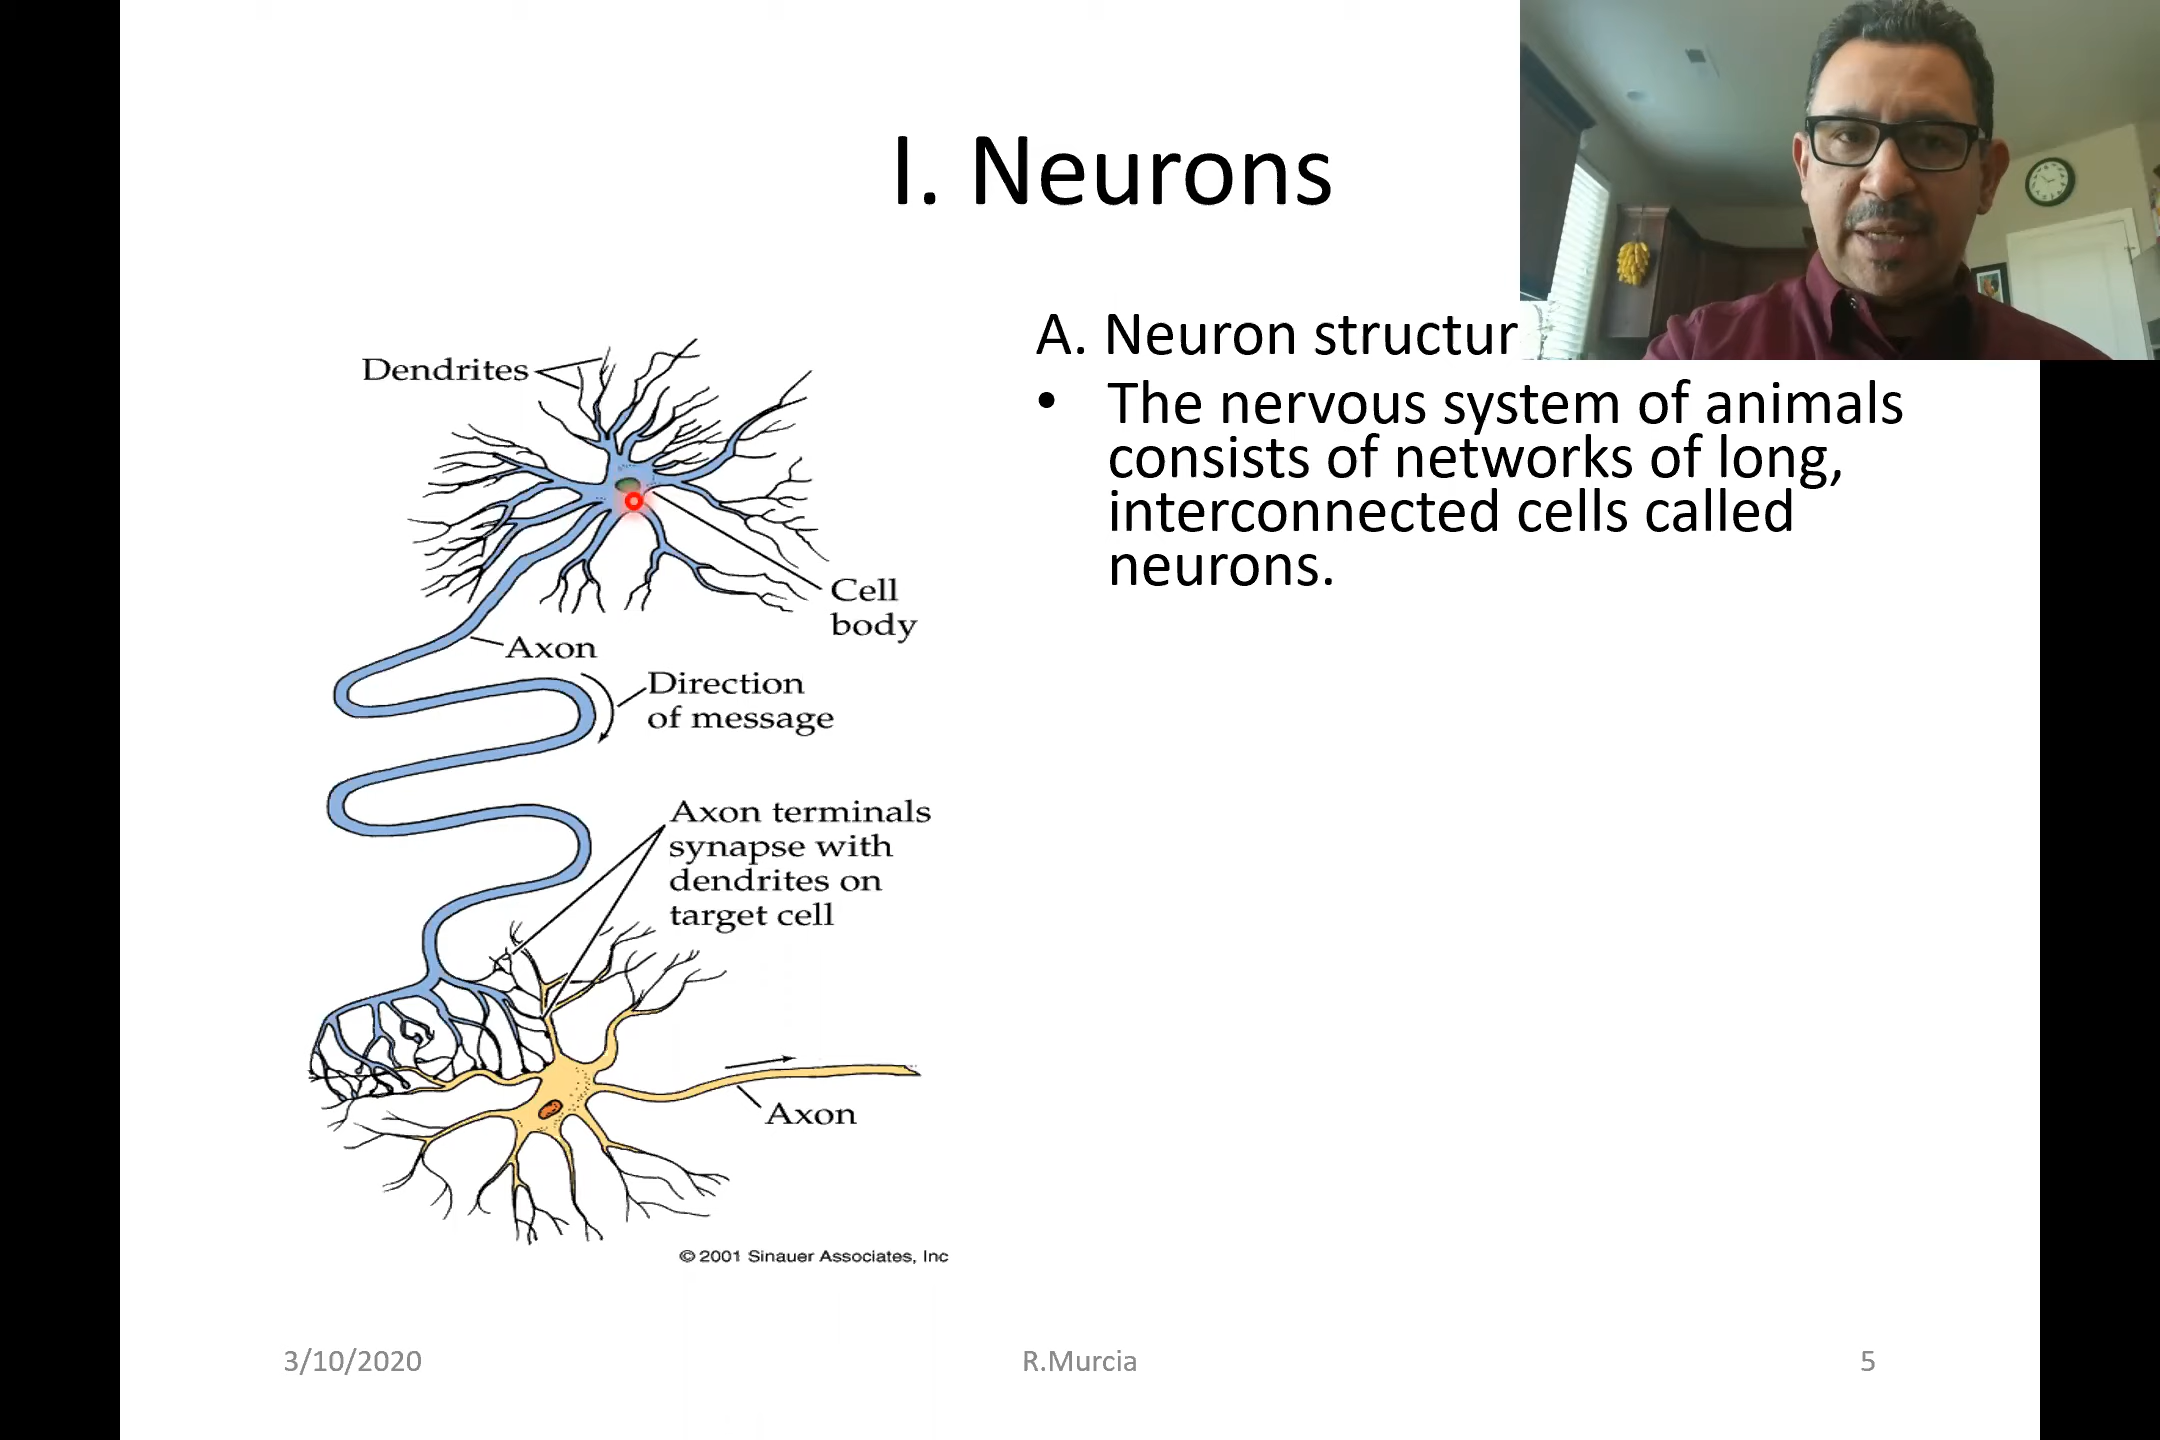 I. Neurons
A. Neuron structur
• The nervous system of animals
consists of networks of long,
interconnected cells called
neurons.
Dendrites
Cell
body
Axon
Direction
of message
Axon terminals
synapse with
dendrites on
target cell
Axon
© 2001 Sinauer Associates, Inc
3/10/2020
R.Murcia
5